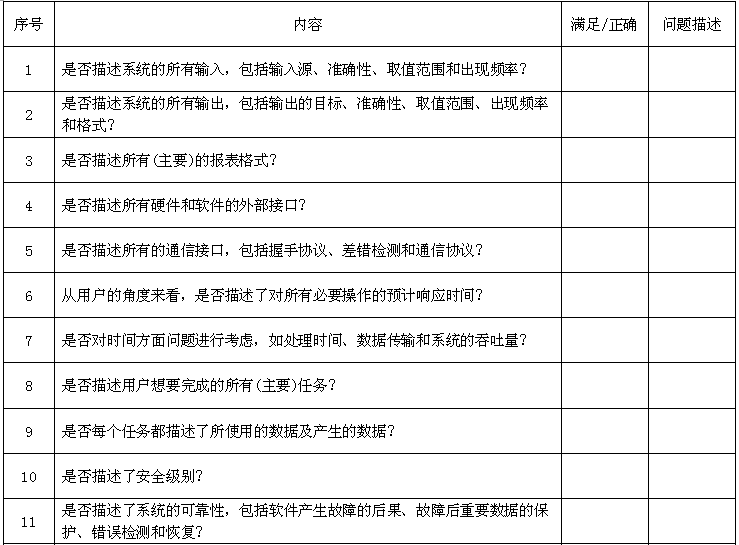 序号 内容 满足/正确 问题描述
1 是否描述系统的所有输入，包括输入源、准确性、取值范围和出现频率？
2 是否描述系统的所有输出，包括输出的目标、准确性、取值范围、出现频率
和格式？
3 是否描述所有(主要)的报表格式？
4 是否描述所有硬件和软件的外部接口？
5 是否描述所有的通信接口，包括握手协议、差错检测和通信协议？
6 从用户的角度来看，是否描述了对所有必要操作的预计响应时间？
7 是否对时间方面问题进行考虑，如处理时间、数据传输和系统的吞吐量？
8 是否描述用户想要完成的所有(主要)任务？
9 是否每个任务都描述了所使用的数据及产生的数据？
10 是否描述了安全级别？
11 是否描述了系统的可靠性，包括软件产生故障的后果、故障后重要数据的保
护、错误检测和恢复？